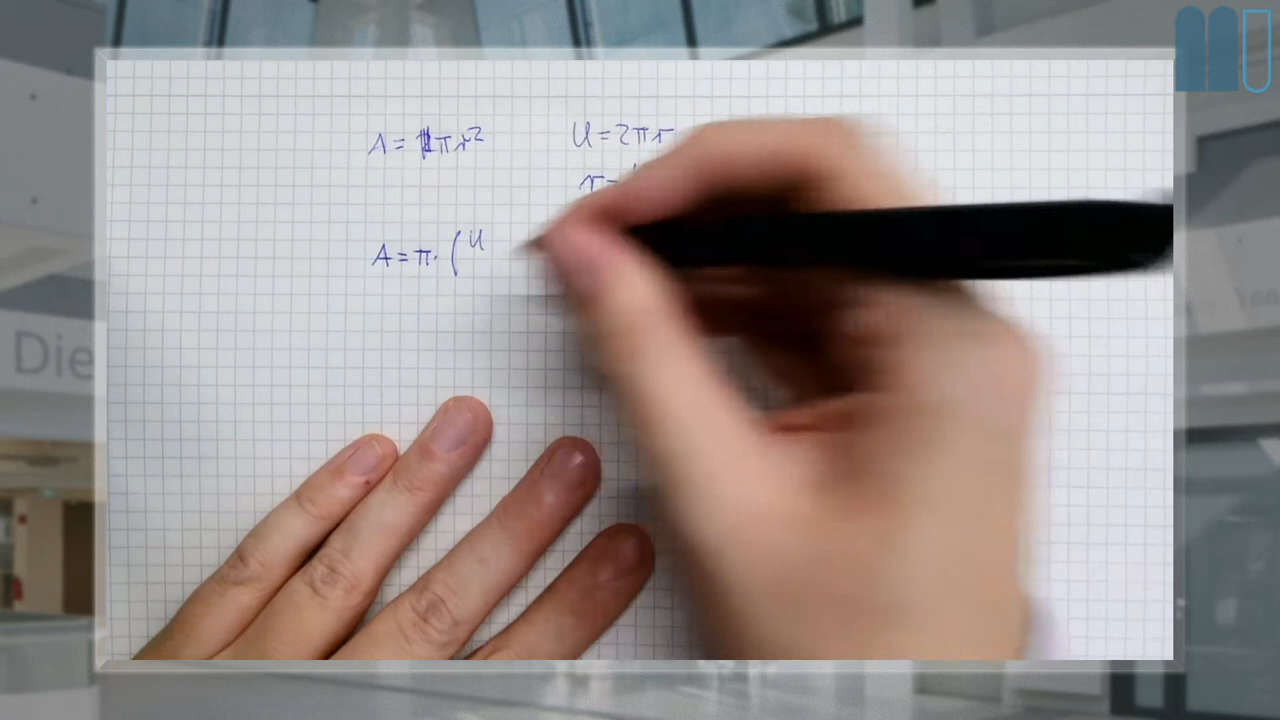 A = πr² U = 2πr
r =
A = π · ( U
Die